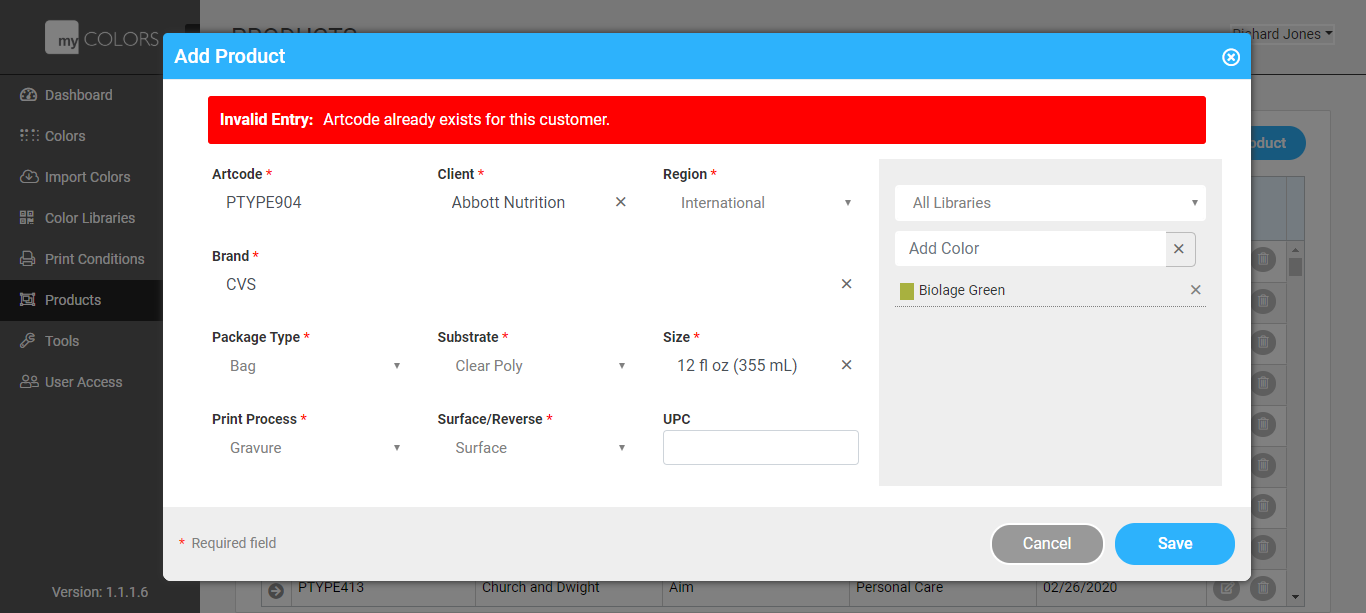 my COLORS
PRODUCTS
Richard Jones
Add Product
Dashboard
Colors
Import Colors
Color Libraries
Print Conditions
Products
Tools
User Access
Version: 1.1.1.6
Invalid Entry: Artcode already exists for this customer.
Artcode *
Client *
Region *
PTYPE904
Abbott Nutrition
International
Brand *
CVS
Package Type *
Substrate *
Size *
Bag
Clear Poly
12 fl oz (355 mL)
Print Process *
Surface/Reverse *
UPC
Gravure
Surface
All Libraries
Add Color
Biolage Green
* Required field
Cancel
Save
PTYPE413
Church and Dwight
Aim
Personal Care
02/26/2020